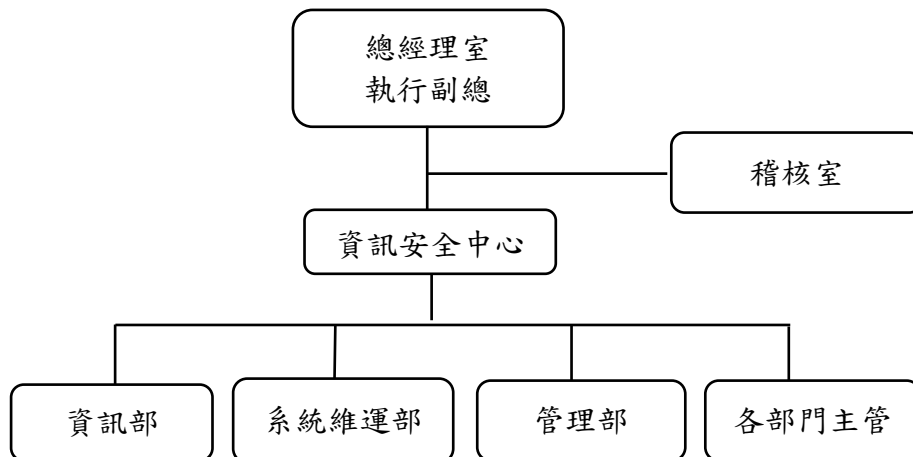 總經理室
執行副總
稽核室
資訊安全中心
資訊部
系統維運部
管理部
各部門主管